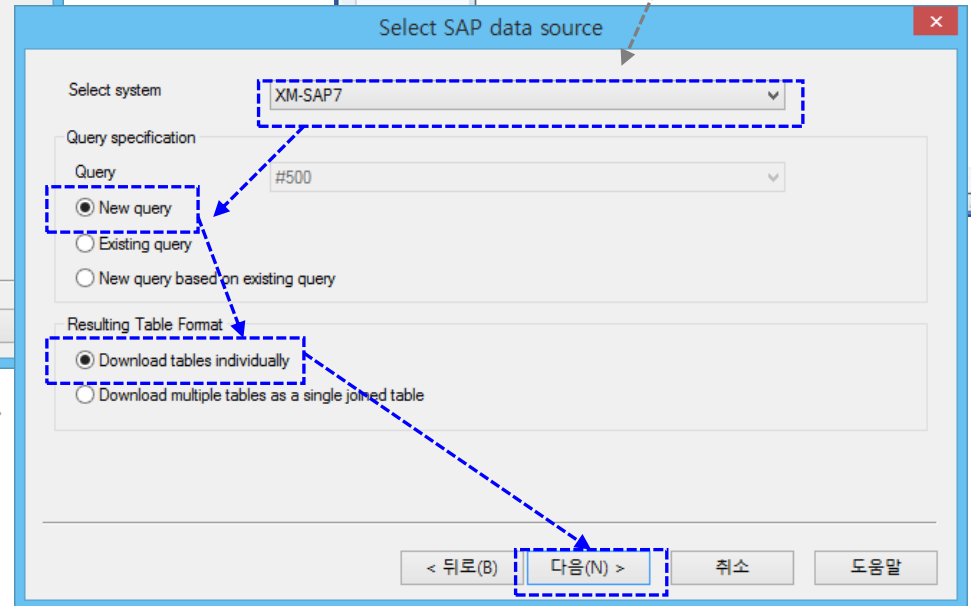 Select SAP data source
Select system
XM-SAP7
Query specification
Query
#500
New query
Existing query
New query based on existing query
Resulting Table Format
Download tables individually
Download multiple tables as a single joined table
< 뒤로(B)
다음(N) >
취소
도움말